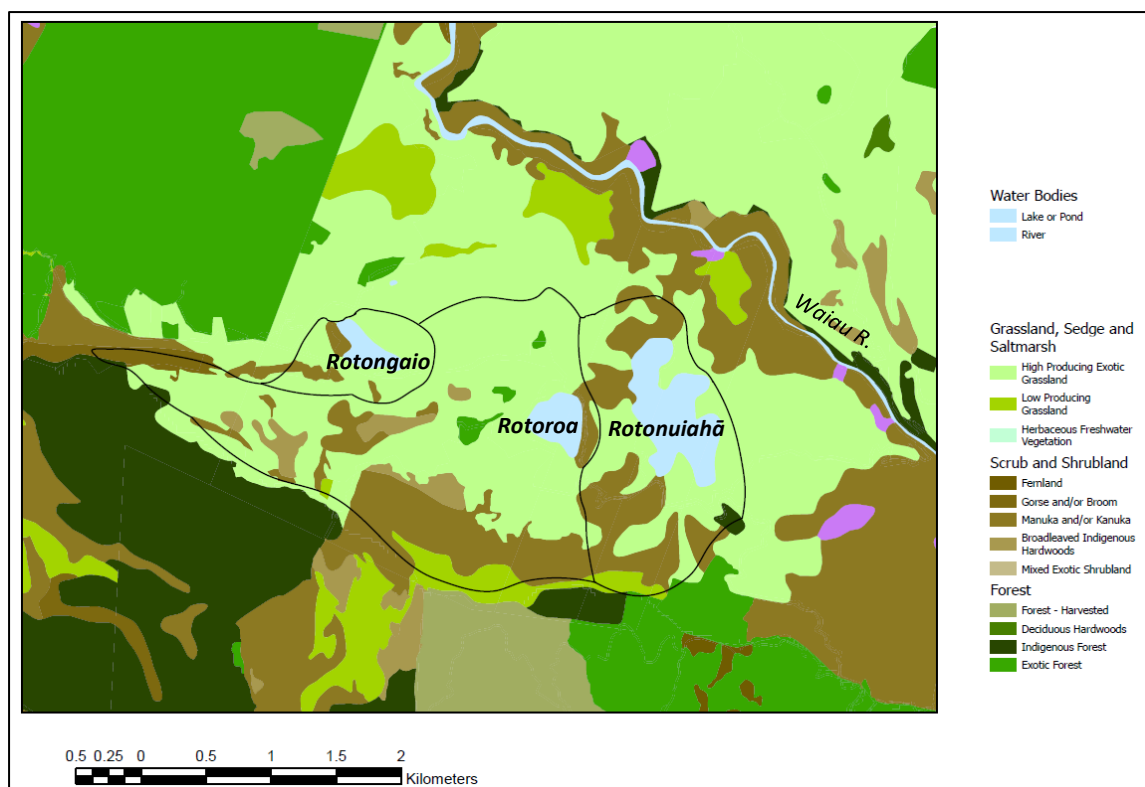 Waiau R.
Rotongaio
Rotoroa
Rotonuiahā
Water Bodies
Lake or Pond
River
Grassland, Sedge and
Saltmarsh
High Producing Exotic
Grassland
Low Producing
Grassland
Herbaceous Freshwater
Vegetation
Scrub and Shrubland
Fernland
Gorse and/or Broom
Manuka and/or Kanuka
Broadleaved Indigenous
Hardwoods
Mixed Exotic Shrubland
Forest
Forest - Harvested
Deciduous Hardwoods
Indigenous Forest
Exotic Forest
0.5 0.25 0 0.5 1 1.5 2
Kilometers